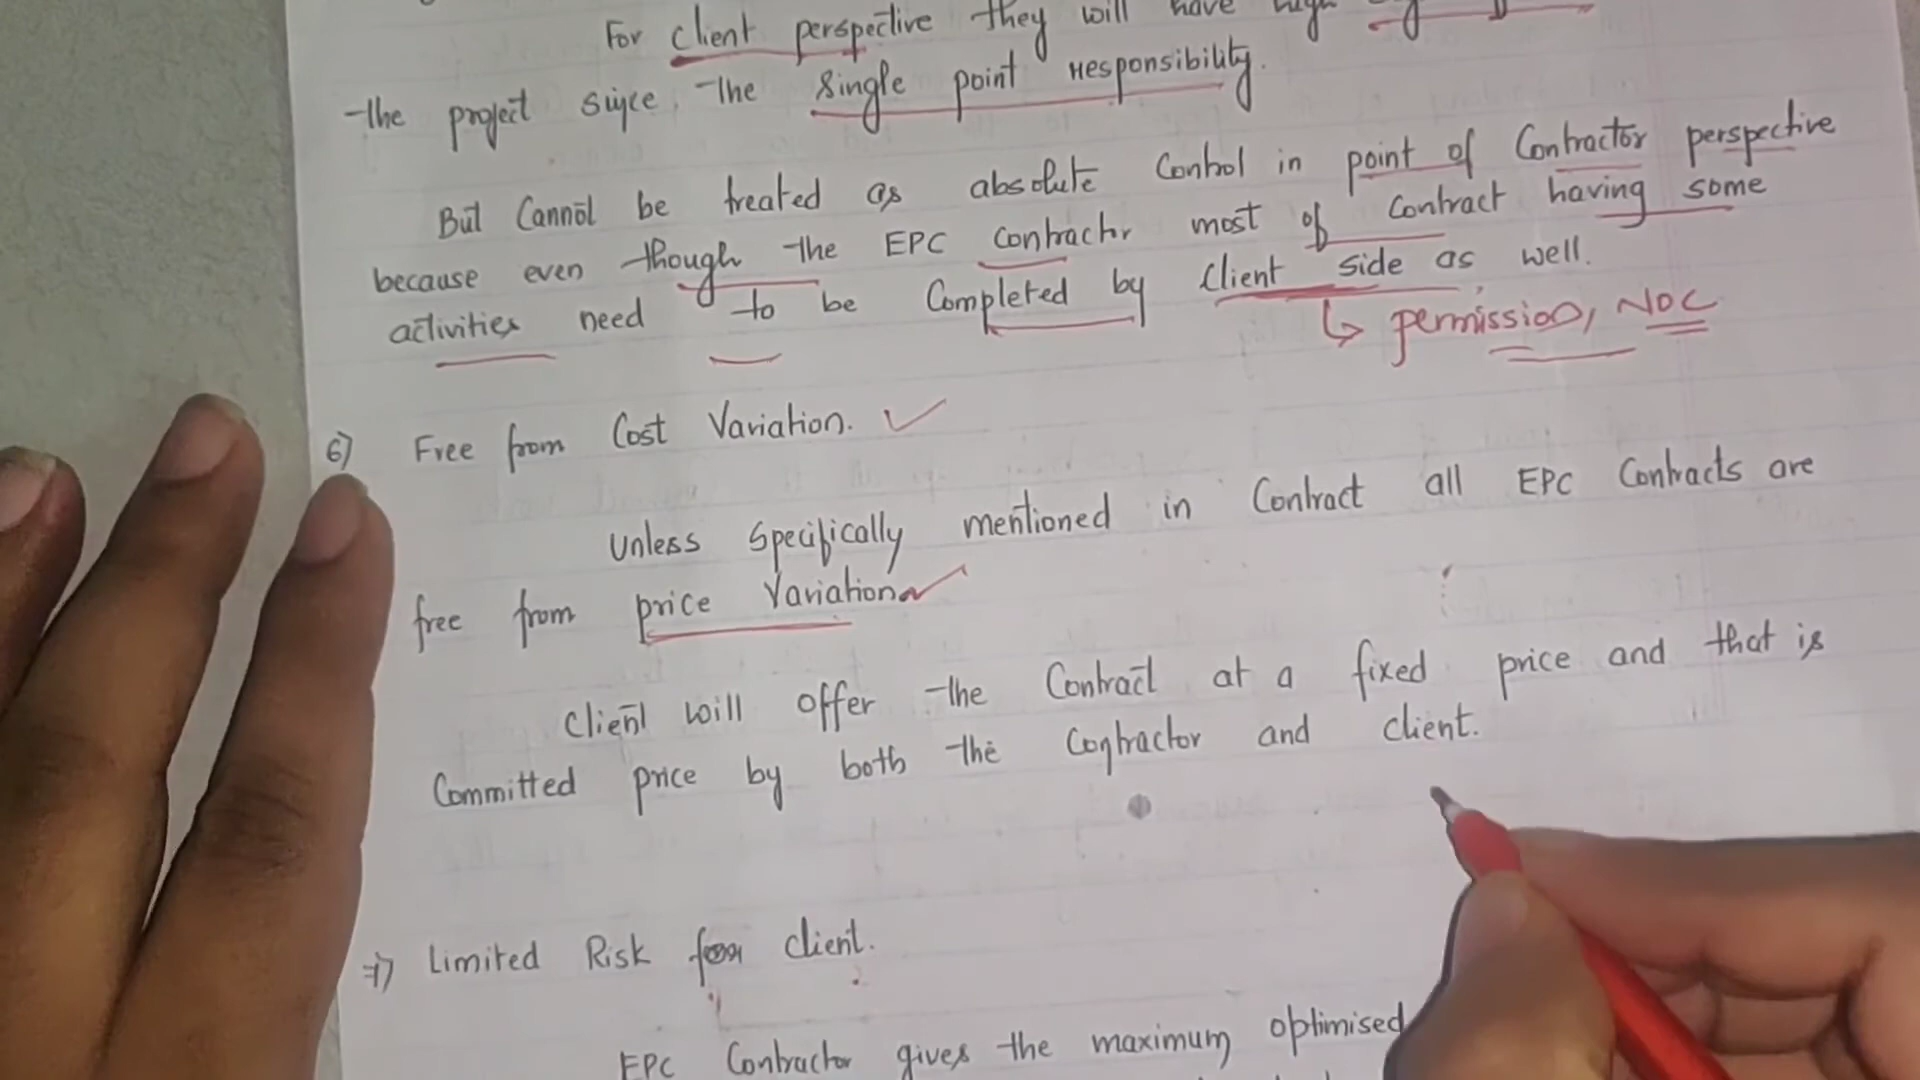 For client perspective they will have high
the project since the single point responsibility.
But Cannot be treated as absolute Control in point of Contractor perspective
because even though the EPC contractor most of contract having some
activities need to be Completed by client side as well.
↳ permission, NOC
6) Free from Cost Variation. ✓
Unless Specifically mentioned in Contract all EPC Contracts are
free from price Variation ✓
Client will offer the Contract at a fixed price and that is
Committed price by both the Contractor and client.
7) Limited Risk for client.
EPC Contractor gives the maximum optimised